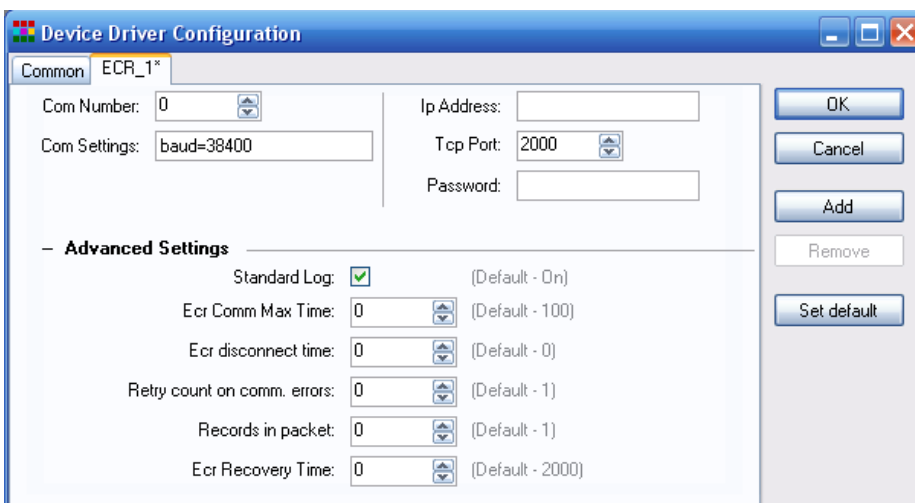 Device Driver Configuration
Common
ECR_1*
Com Number: 0
Com Settings: baud=38400
Ip Address:
Tcp Port: 2000
Password:
OK
Cancel
Add
Remove
Set default
– Advanced Settings
Standard Log: (Default - On)
Ecr Comm Max Time: 0 (Default - 100)
Ecr disconnect time: 0 (Default - 0)
Retry count on comm. errors: 0 (Default - 1)
Records in packet: 0 (Default - 1)
Ecr Recovery Time: 0 (Default - 2000)